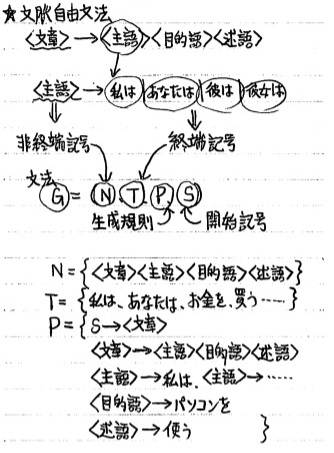 ★文脈自由文法
<文章>→<主語><目的語><述語>
<主語>→私は|あなたは|彼は|彼女は
非終端記号 終端記号
文法
G=(N.T.P.S)
生成規則 開始記号
N={<文章><主語><目的語><述語>}
T={私は、あなたは、お金を、買う……}
P={S→<文章>
<文章>→<主語><目的語><述語>
<主語>→私は、<主語>→……
<目的語>→パソコンを
<述語>→使う }